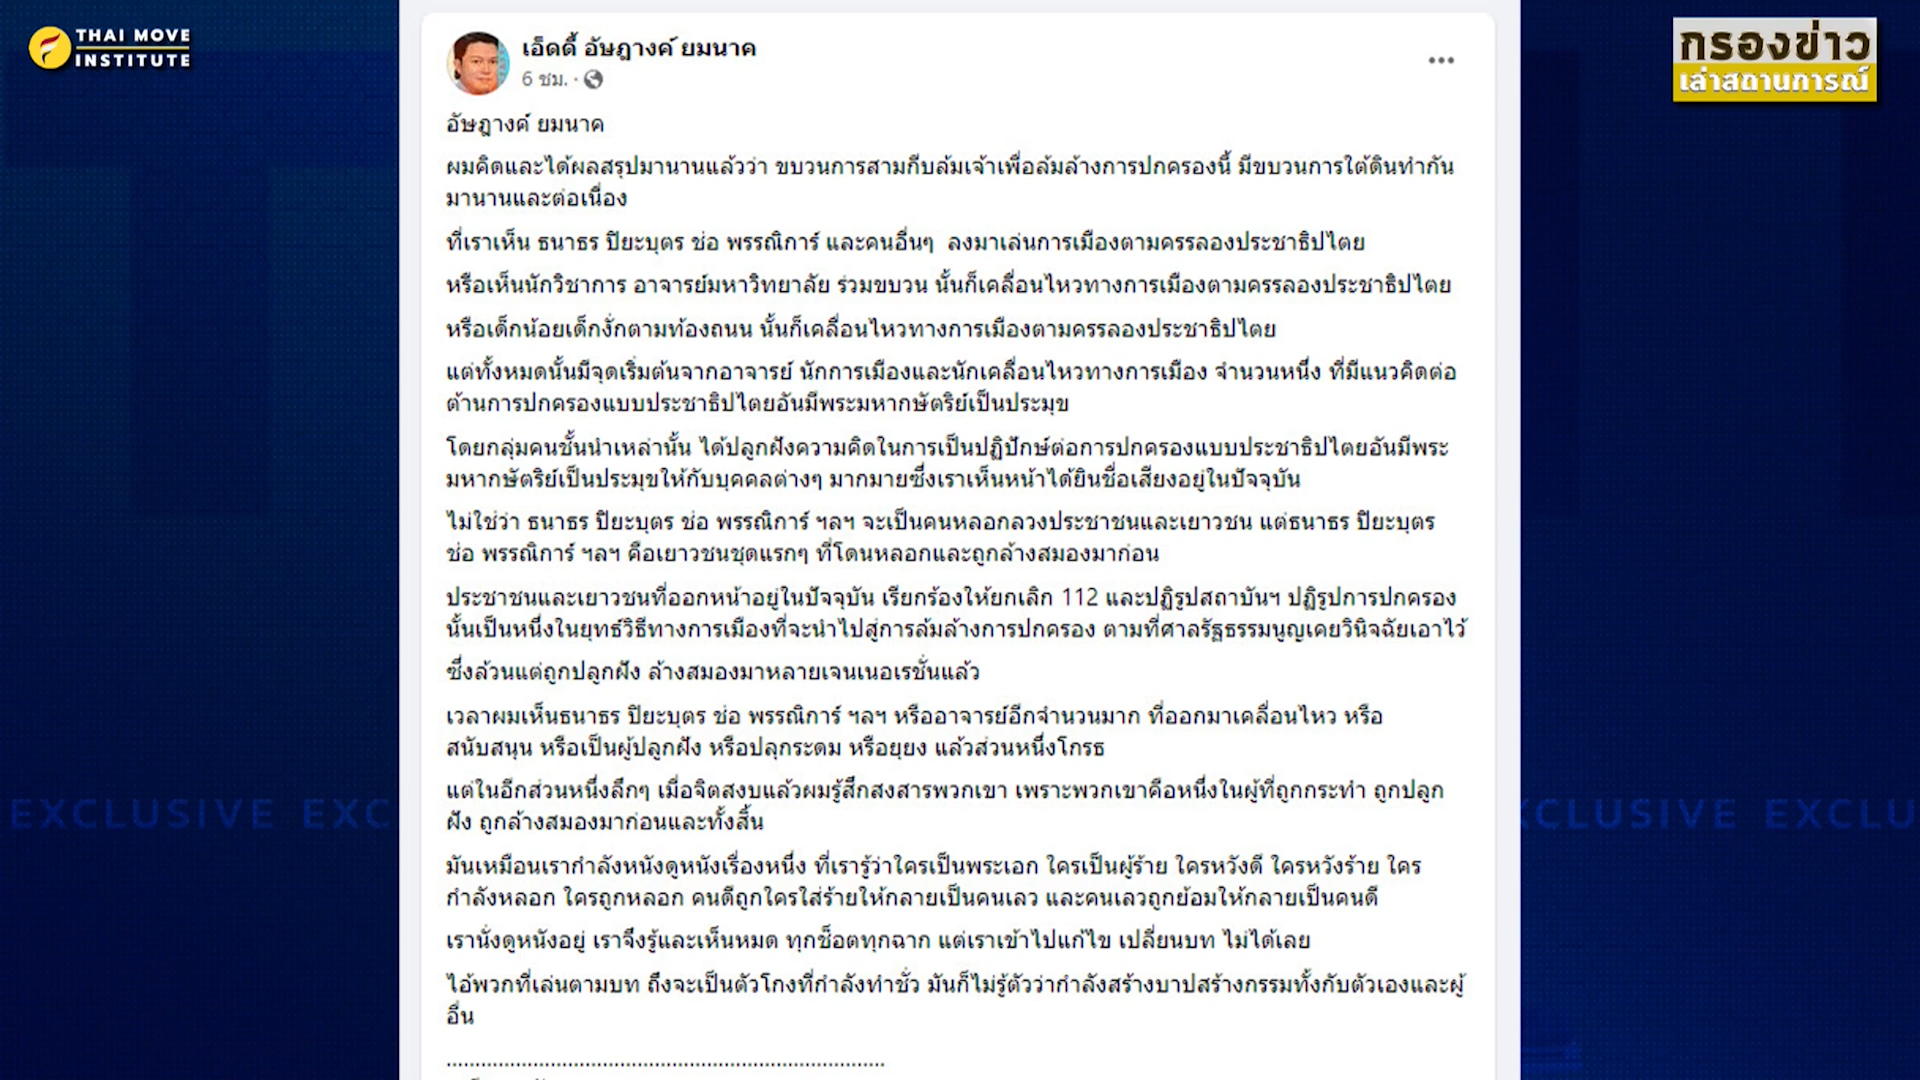 THAI MOVE
INSTITUTE
กรองข่าว
เล่าสถานการณ์
เอ็ดดี้ อัษฎางค์ ยมนาค
6 ชม.
อัษฎางค์ ยมนาค
ผมคิดและได้ผลสรุปมานานแล้วว่า ขบวนการสามกีบล้มเจ้าเพื่อล้มล้างการปกครองนี้ มีขบวนการใต้ดินทำกัน
มานานและต่อเนื่อง
ที่เราเห็น ธนาธร ปิยะบุตร ช่อ พรรณิการ์ และคนอื่นๆ ลงมาเล่นการเมืองตามครรลองประชาธิปไตย
หรือเห็นนักวิชาการ อาจารย์มหาวิทยาลัย ร่วมขบวน นั้นก็เคลื่อนไหวทางการเมืองตามครรลองประชาธิปไตย
หรือเด็กน้อยเด็กงั่กตามท้องถนน นั้นก็เคลื่อนไหวทางการเมืองตามครรลองประชาธิปไตย
แต่ทั้งหมดนั้นมีจุดเริ่มต้นจากอาจารย์ นักการเมืองและนักเคลื่อนไหวทางการเมือง จำนวนหนึ่ง ที่มีแนวคิดต่อ
ต้านการปกครองแบบประชาธิปไตยอันมีพระมหากษัตริย์เป็นประมุข
โดยกลุ่มคนชั้นนำเหล่านั้น ได้ปลูกฝังความคิดในการเป็นปฏิปักษ์ต่อการปกครองแบบประชาธิปไตยอันมีพระ
มหากษัตริย์เป็นประมุขให้กับบุคคลต่างๆ มากมายซึ่งเราเห็นหน้าได้ยินชื่อเสียงอยู่ในปัจจุบัน
ไม่ใช่ว่า ธนาธร ปิยะบุตร ช่อ พรรณิการ์ ฯลฯ จะเป็นคนหลอกลวงประชาชนและเยาวชน แต่ธนาธร ปิยะบุตร
ช่อ พรรณิการ์ ฯลฯ คือเยาวชนชุดแรกๆ ที่โดนหลอกและถูกล้างสมองมาก่อน
ประชาชนและเยาวชนที่ออกหน้าอยู่ในปัจจุบัน เรียกร้องให้ยกเลิก 112 และปฏิรูปสถาบันฯ ปฏิรูปการปกครอง
นั้นเป็นหนึ่งในยุทธ์วิธีทางการเมืองที่จะนำไปสู่การล้มล้างการปกครอง ตามที่ศาลรัฐธรรมนูญเคยวินิจฉัยเอาไว้
ซึ่งล้วนแต่ถูกปลูกฝัง ล้างสมองมาหลายเจนเนอเรชั่นแล้ว
เวลาผมเห็นธนาธร ปิยะบุตร ช่อ พรรณิการ์ ฯลฯ หรืออาจารย์อีกจำนวนมาก ที่ออกมาเคลื่อนไหว หรือ
สนับสนุน หรือเป็นผู้ปลูกฝัง หรือปลุกระดม หรือยุยง แล้วส่วนหนึ่งโกรธ
แต่ในอีกส่วนหนึ่งลึกๆ เมื่อจิตสงบแล้วผมรู้สึกสงสารพวกเขา เพราะพวกเขาคือหนึ่งในผู้ที่ถูกกระทำ ถูกปลูก
ฝัง ถูกล้างสมองมาก่อนและทั้งสิ้น
มันเหมือนเรากำลังหนังดูหนังเรื่องหนึ่ง ที่เรารู้ว่าใครเป็นพระเอก ใครเป็นผู้ร้าย ใครหวังดี ใครหวังร้าย ใคร
กำลังหลอก ใครถูกหลอก คนดีถูกใครใส่ร้ายให้กลายเป็นคนเลว และคนเลวถูกย้อมให้กลายเป็นคนดี
เรานั่งดูหนังอยู่ เราจึงรู้และเห็นหมด ทุกช็อตทุกฉาก แต่เราเข้าไปแก้ไข เปลี่ยนบท ไม่ได้เลย
ไอ้พวกที่เล่นตามบท ถึงจะเป็นตัวโกงที่กำลังทำชั่ว มันก็ไม่รู้ตัวว่ากำลังสร้างบาปสร้างกรรมทั้งกับตัวเองและผู้
อื่น
EXCLUSIVE EXC
CLUSIVE EXCLU